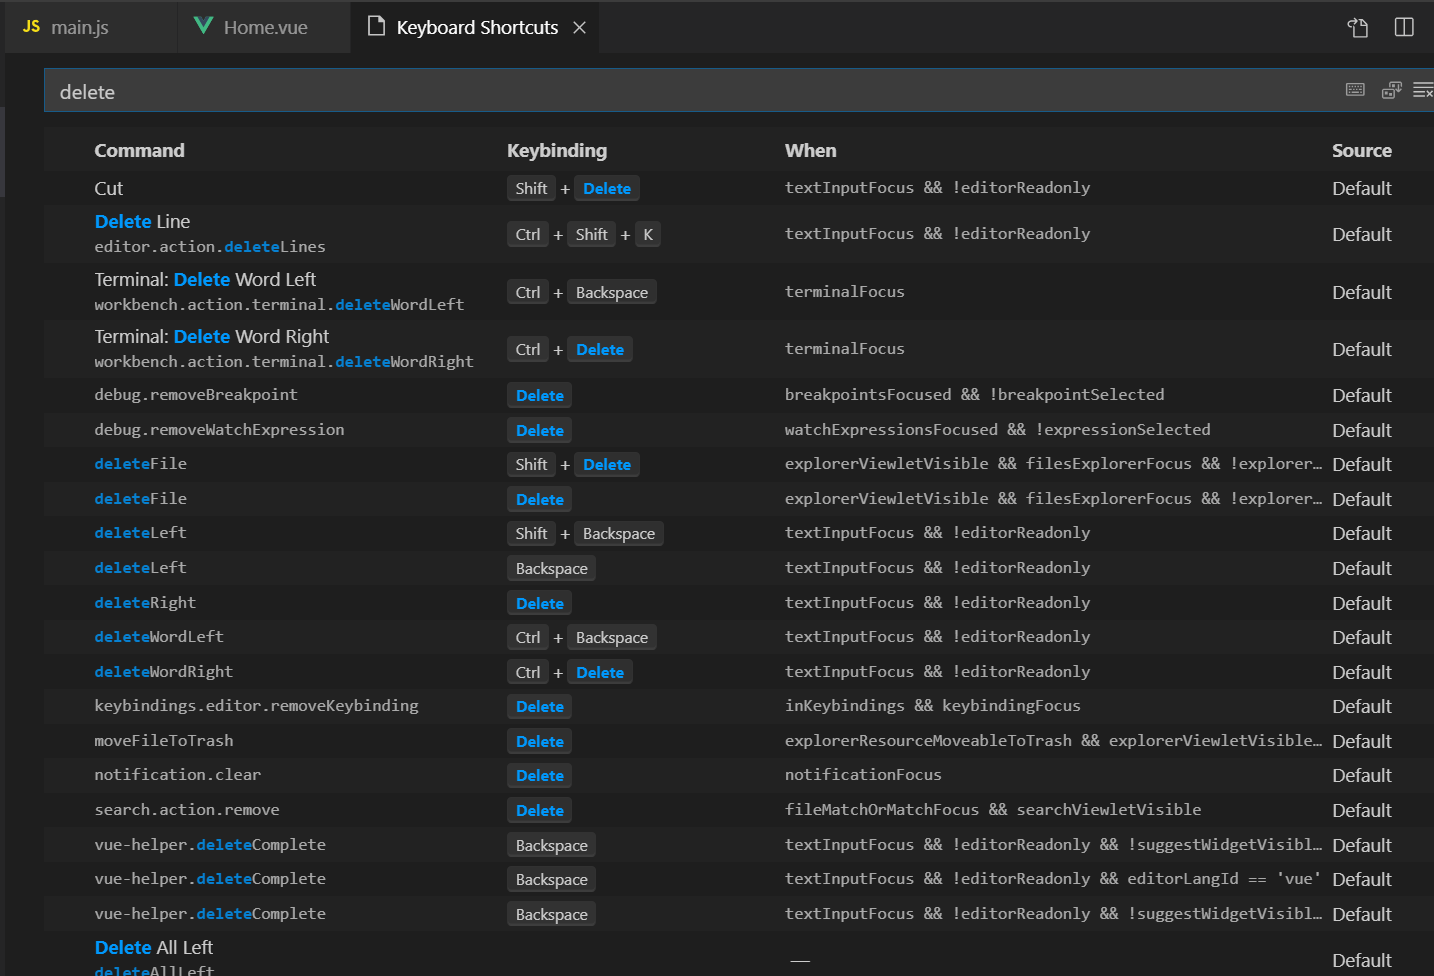 JS main.js Home.vue Keyboard Shortcuts
delete
Command Keybinding When Source
Cut Shift + Delete textInputFocus && !editorReadonly Default
Delete Line
editor.action.deleteLines Ctrl + Shift + K textInputFocus && !editorReadonly Default
Terminal: Delete Word Left
workbench.action.terminal.deleteWordLeft Ctrl + Backspace terminalFocus Default
Terminal: Delete Word Right
workbench.action.terminal.deleteWordRight Ctrl + Delete terminalFocus Default
debug.removeBreakpoint Delete breakpointsFocused && !breakpointSelected Default
debug.removeWatchExpression Delete watchExpressionsFocused && !expressionSelected Default
deleteFile Shift + Delete explorerViewletVisible && filesExplorerFocus && !explorer… Default
deleteFile Delete explorerViewletVisible && filesExplorerFocus && !explorer… Default
deleteLeft Shift + Backspace textInputFocus && !editorReadonly Default
deleteLeft Backspace textInputFocus && !editorReadonly Default
deleteRight Delete textInputFocus && !editorReadonly Default
deleteWordLeft Ctrl + Backspace textInputFocus && !editorReadonly Default
deleteWordRight Ctrl + Delete textInputFocus && !editorReadonly Default
keybindings.editor.removeKeybinding Delete inKeybindings && keybindingFocus Default
moveFileToTrash Delete explorerResourceMoveableToTrash && explorerViewletVisible… Default
notification.clear Delete notificationFocus Default
search.action.remove Delete fileMatchOrMatchFocus && searchViewletVisible Default
vue-helper.deleteComplete Backspace textInputFocus && !editorReadonly && !suggestWidgetVisibl… Default
vue-helper.deleteComplete Backspace textInputFocus && !editorReadonly && editorLangId == 'vue' Default
vue-helper.deleteComplete Backspace textInputFocus && !editorReadonly && !suggestWidgetVisibl… Default
Delete All Left
deleteAllLeft — Default